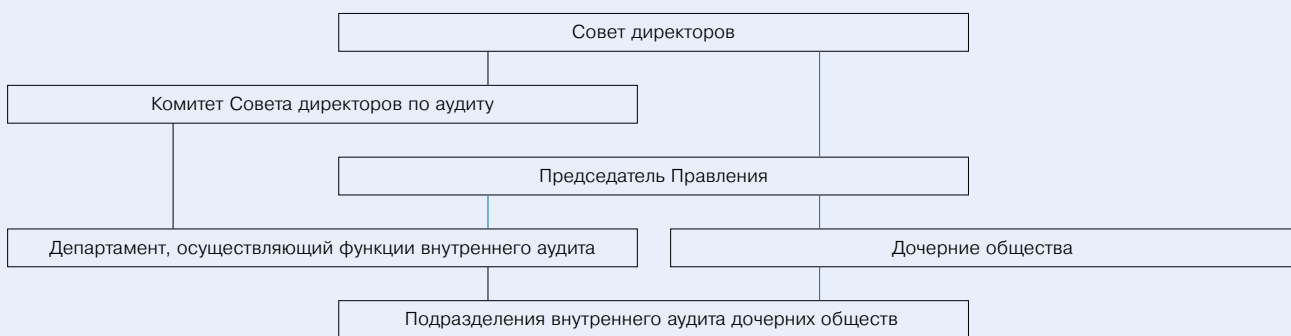 Совет директоров
Комитет Совета директоров по аудиту
Председатель Правления
Департамент, осуществляющий функции внутреннего аудита
Дочерние общества
Подразделения внутреннего аудита дочерних обществ